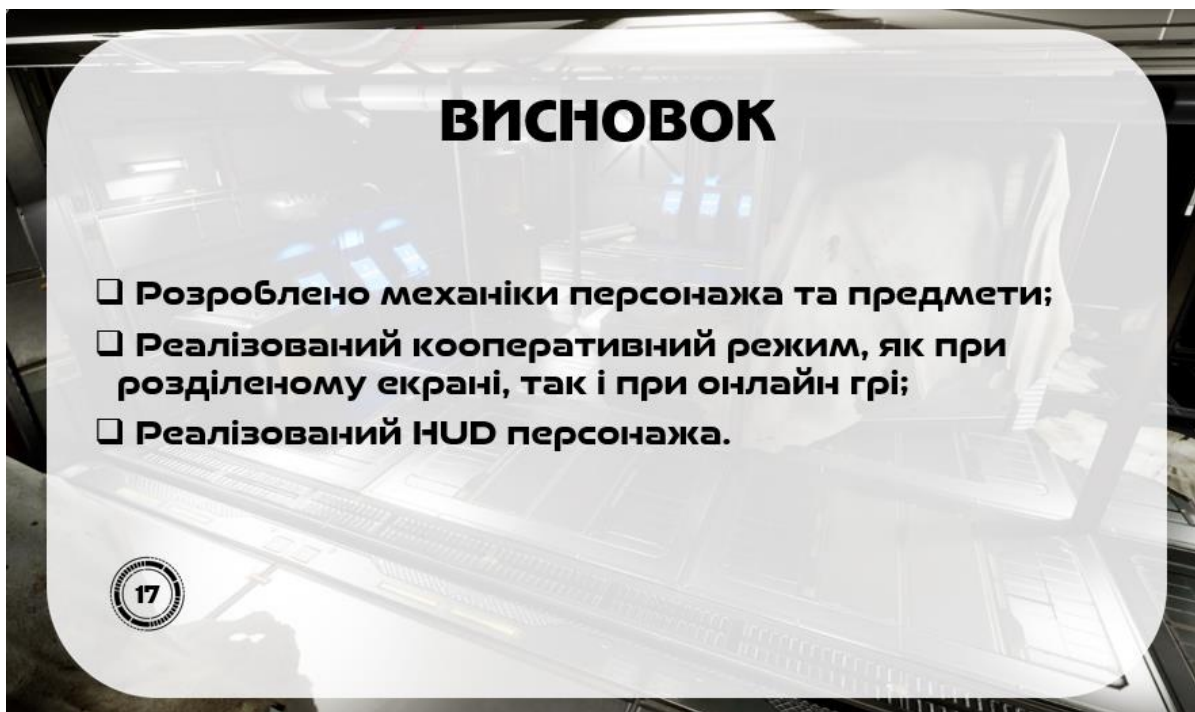 ВИСНОВОК
❑ Розроблено механіки персонажа та предмети;
❑ Реалізований кооперативний режим, як при
розділеному екрані, так і при онлайн грі;
❑ Реалізований HUD персонажа.
17